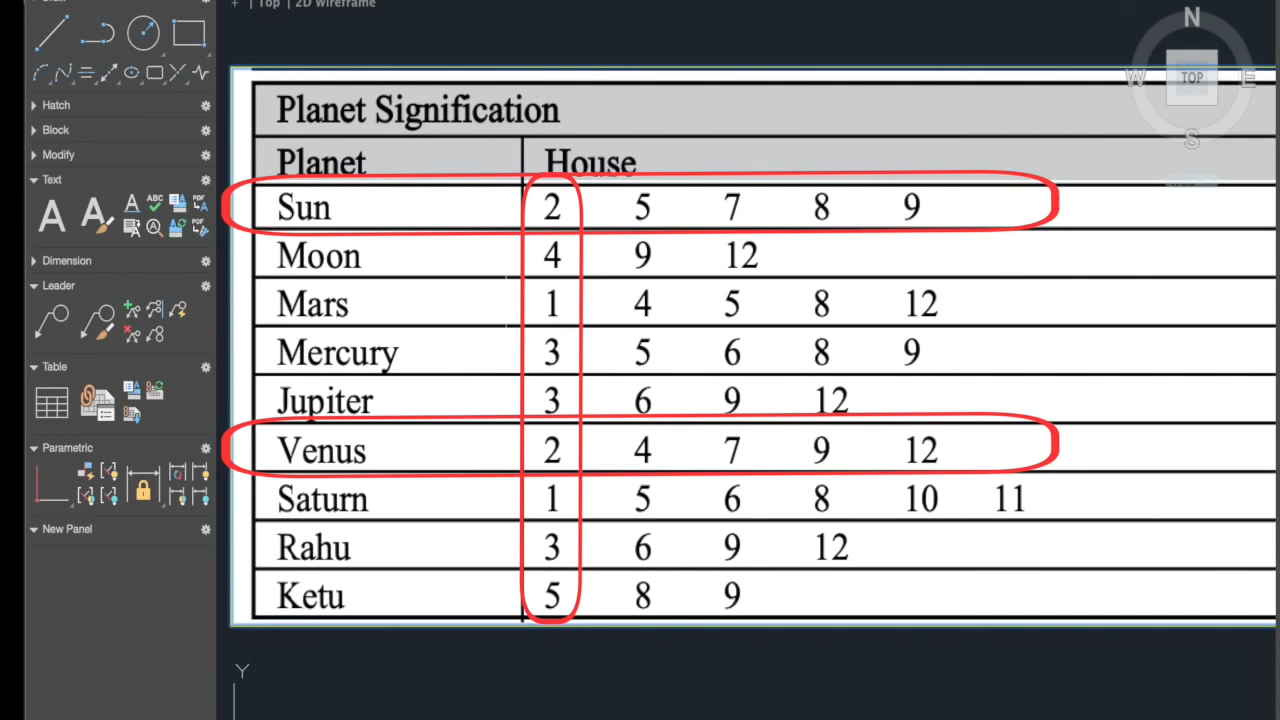 + | Top | 2D Wireframe
N
W TOP E
S
Hatch
Block
Modify
Text
A A A ABC PDF A
A PDF
Dimension
Leader
Table
Parametric
New Panel
Planet Signification
Planet House
Sun 2 5 7 8 9
Moon 4 9 12
Mars 1 4 5 8 12
Mercury 3 5 6 8 9
Jupiter 3 6 9 12
Venus 2 4 7 9 12
Saturn 1 5 6 8 10 11
Rahu 3 6 9 12
Ketu 5 8 9
Y